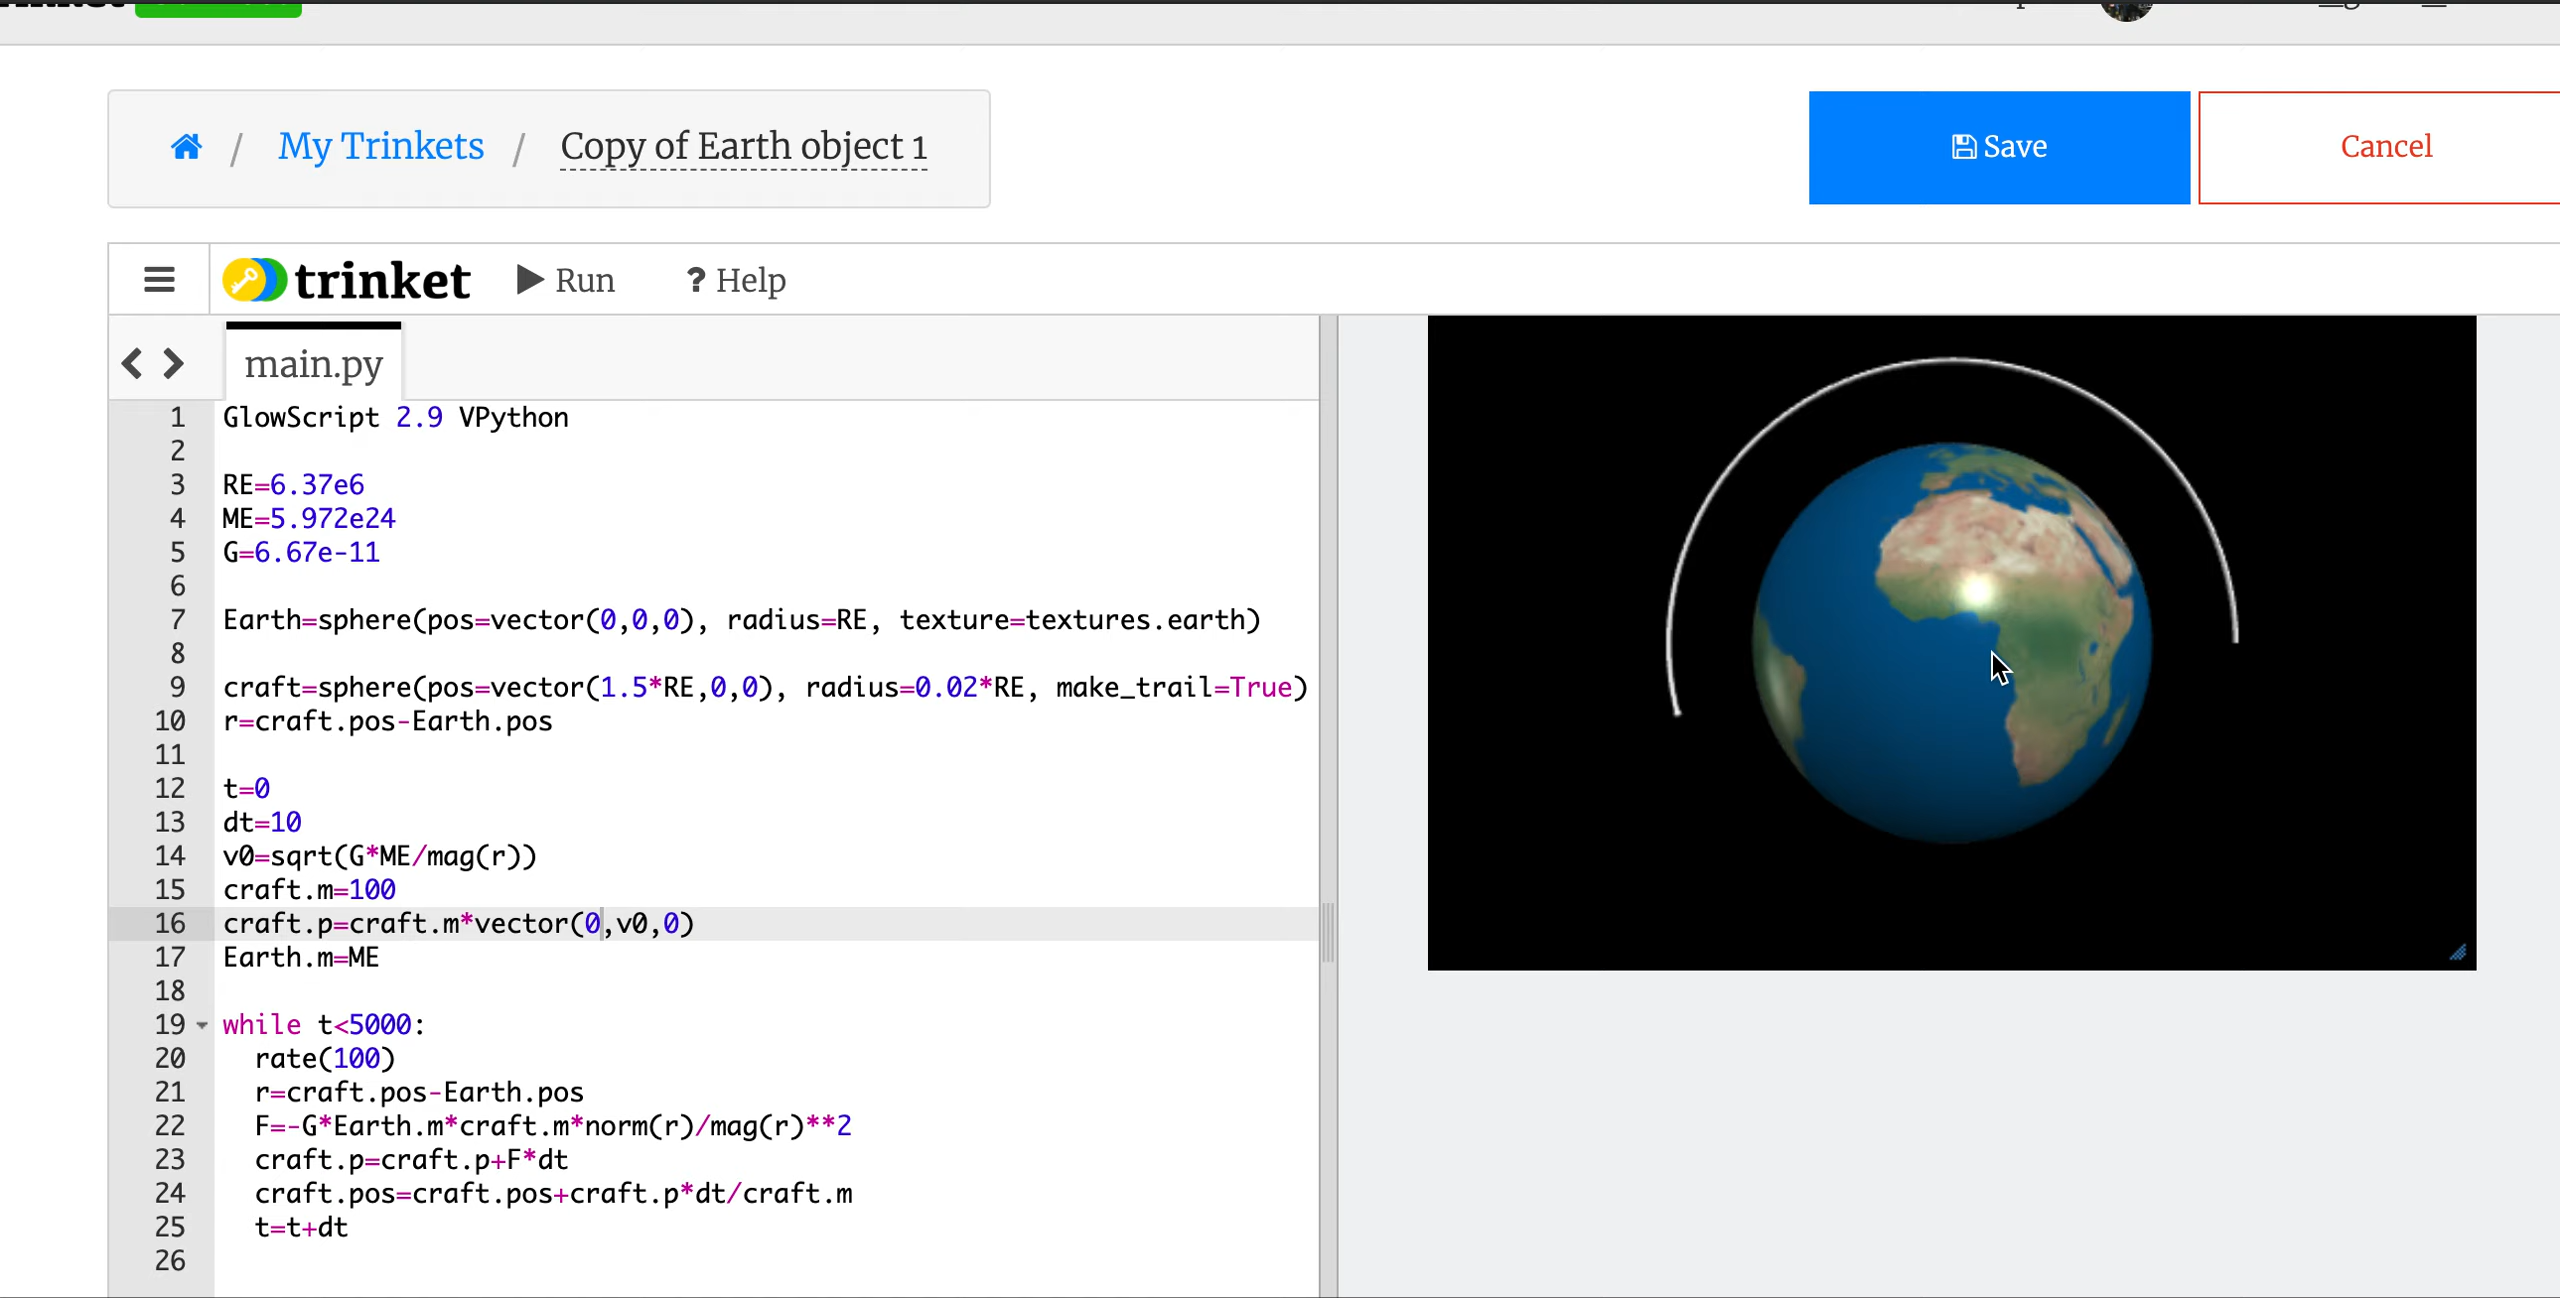 My Trinkets / Copy of Earth object 1
Save
Cancel
trinket
Run
? Help
main.py
1 GlowScript 2.9 VPython
2
3 RE=6.37e6
4 ME=5.972e24
5 G=6.67e-11
6
7 Earth=sphere(pos=vector(0,0,0), radius=RE, texture=textures.earth)
8
9 craft=sphere(pos=vector(1.5*RE,0,0), radius=0.02*RE, make_trail=True)
10 r=craft.pos-Earth.pos
11
12 t=0
13 dt=10
14 v0=sqrt(G*ME/mag(r))
15 craft.m=100
16 craft.p=craft.m*vector(0,v0,0)
17 Earth.m=ME
18
19 while t<5000:
20 rate(100)
21 r=craft.pos-Earth.pos
22 F=-G*Earth.m*craft.m*norm(r)/mag(r)**2
23 craft.p=craft.p+F*dt
24 craft.pos=craft.pos+craft.p*dt/craft.m
25 t=t+dt
26